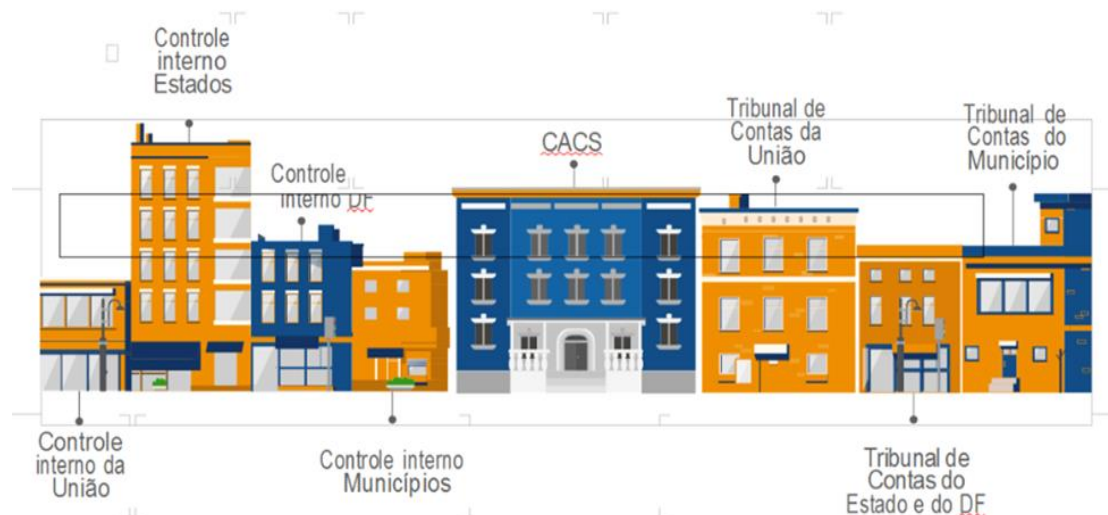 Controle
interno
Estados
Controle
interno DF
CACS
Tribunal de
Contas da
União
Tribunal de
Contas do
Município
Controle
interno da
União
Controle interno
Municípios
Tribunal de
Contas do
Estado e do DF